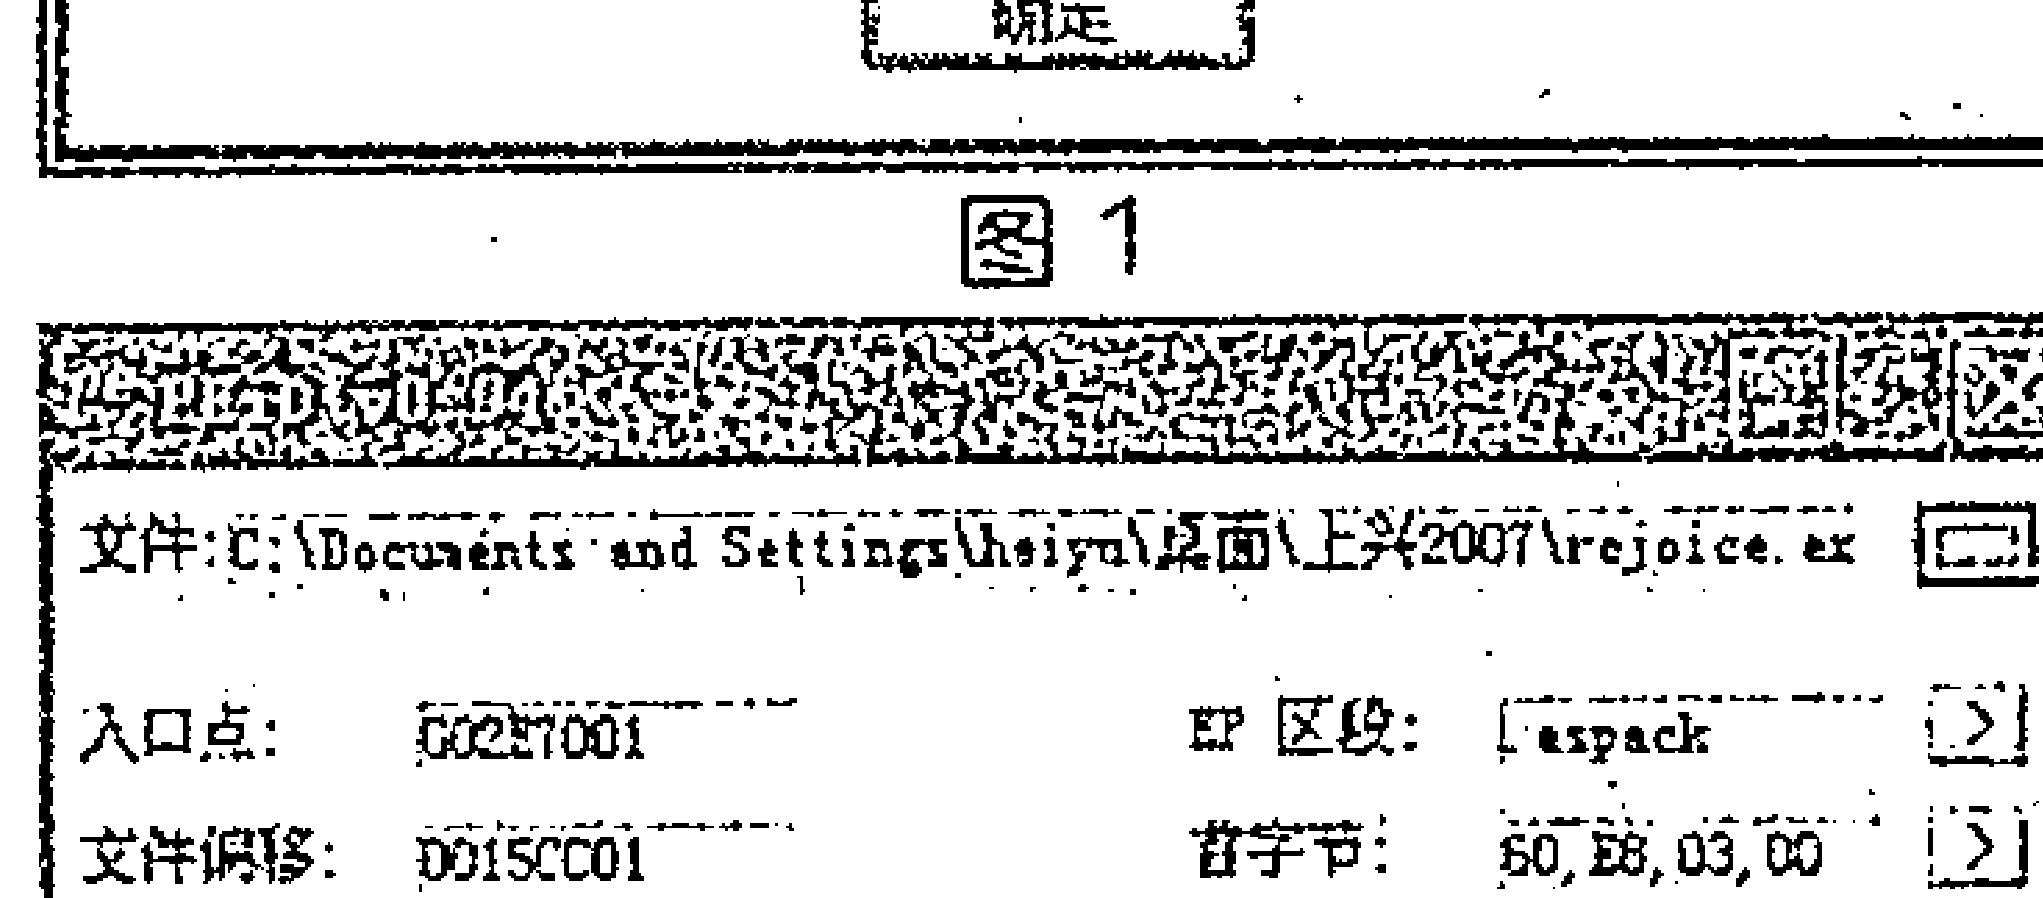 确定
图 1
文件: C:\Documents and Settings\heiyu\桌面\上兴2007\rejoice.ex
入口点: 0027001 EP 区段: .aspack >
文件偏移: 0015CC01 首字节: 60,E8,03,00 >